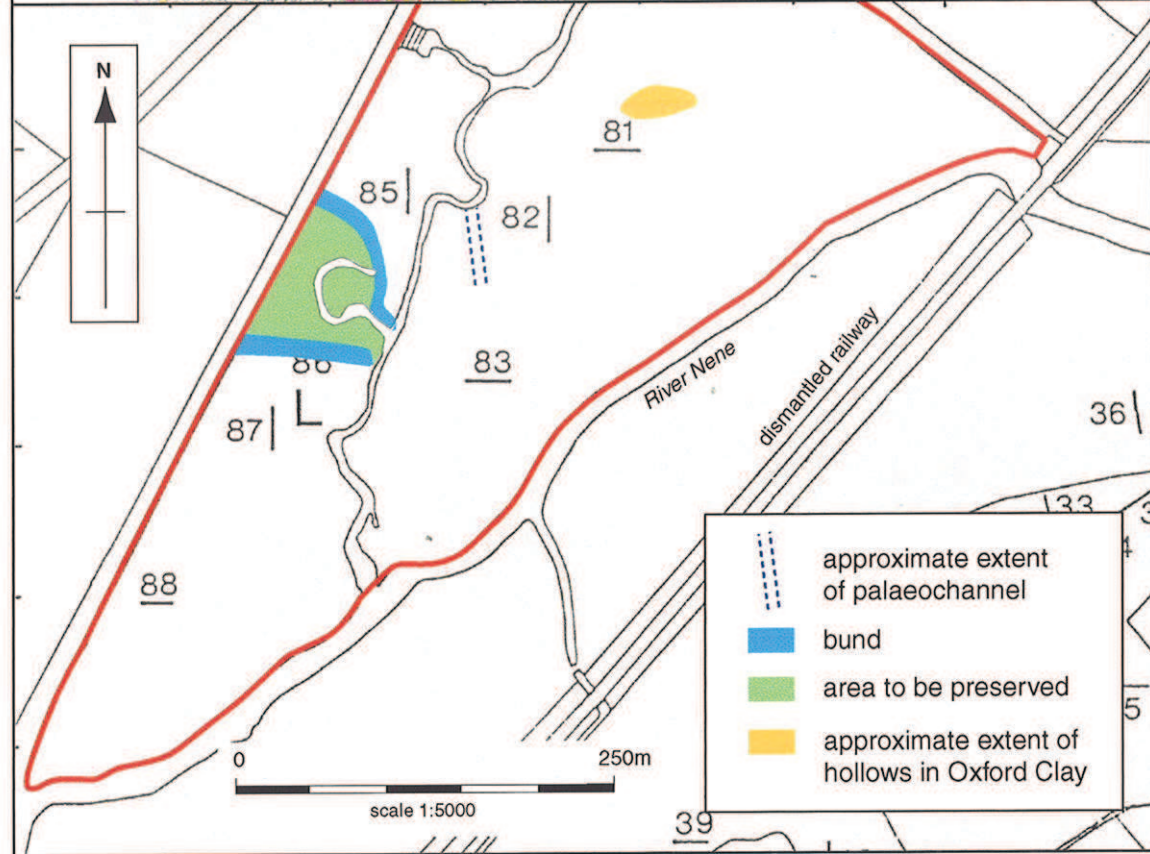 N
81
85
82
86
83
87
36
River Nene
dismantled railway
33
88
approximate extent
of palaeochannel
bund
area to be preserved
5
approximate extent of
hollows in Oxford Clay
0 250m
scale 1:5000
39